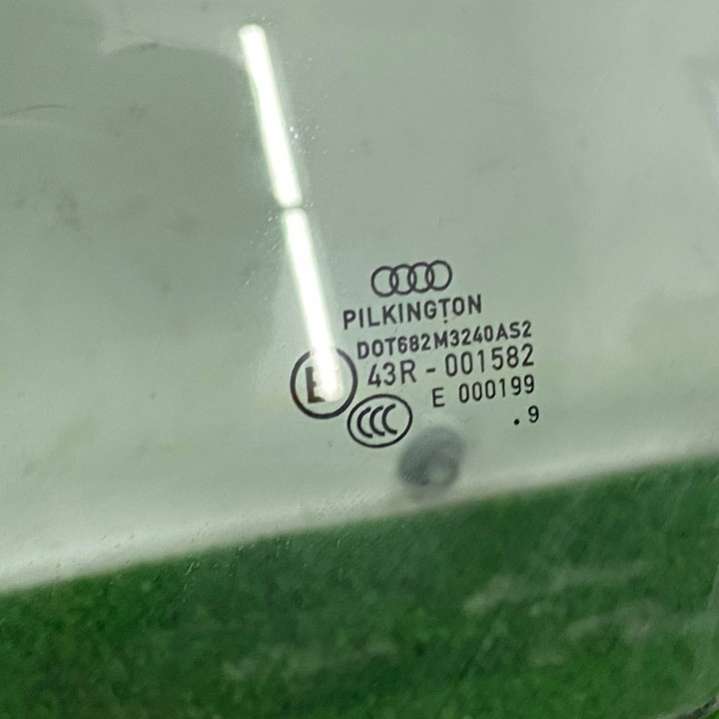 PILKINGTON
DOT682M3240AS2
E 43R - 001582
CCC E 000199
. 9